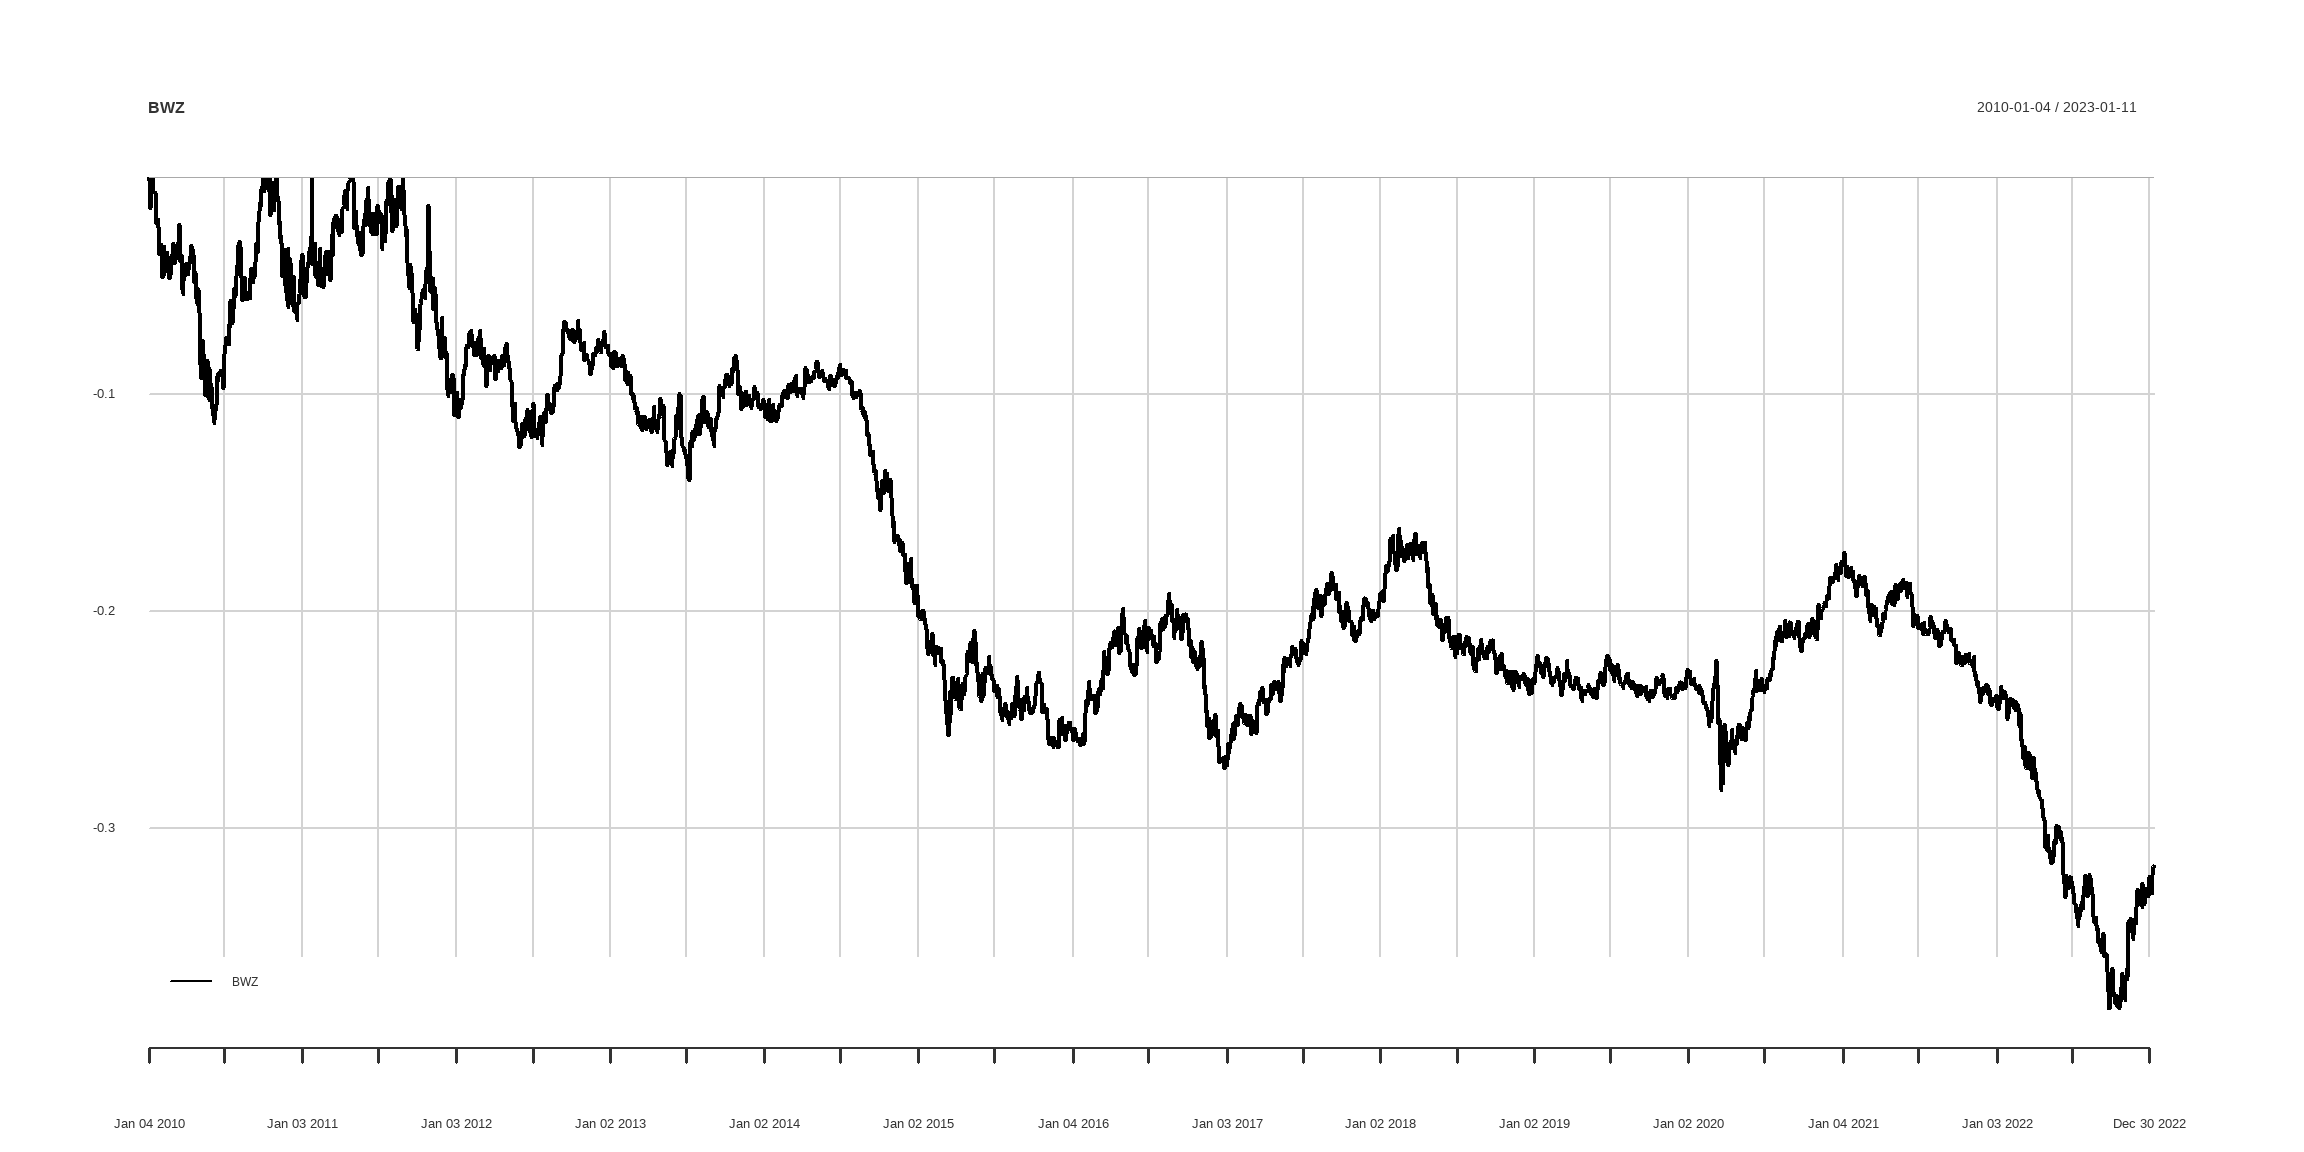 BWZ
2010-01-04 / 2023-01-11
-0.1
-0.2
-0.3
BWZ
Jan 04 2010
Jan 03 2011
Jan 03 2012
Jan 02 2013
Jan 02 2014
Jan 02 2015
Jan 04 2016
Jan 03 2017
Jan 02 2018
Jan 02 2019
Jan 02 2020
Jan 04 2021
Jan 03 2022
Dec 30 2022